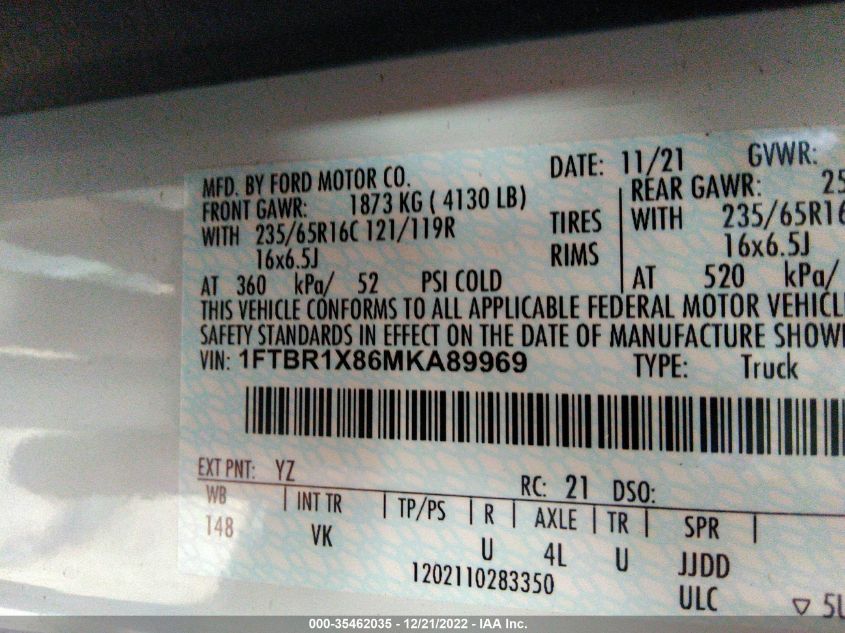 MFD. BY FORD MOTOR CO. DATE: 11/21 GVWR:
FRONT GAWR: 1873 KG ( 4130 LB) REAR GAWR: 25
WITH 235/65R16C 121/119R TIRES WITH 235/65R16
16x6.5J RIMS 16x6.5J
AT 360 kPa/ 52 PSI COLD AT 520 kPa/
THIS VEHICLE CONFORMS TO ALL APPLICABLE FEDERAL MOTOR VEHICLE
SAFETY STANDARDS IN EFFECT ON THE DATE OF MANUFACTURE SHOWN
VIN: 1FTBR1X86MKA89969 TYPE: Truck
EXT PNT: YZ RC: 21 DSO:
WB INT TR TP/PS R AXLE TR SPR
148 VK U 4L U JJDD
1202110283350 ULC ▽ 5U
000-35462035 - 12/21/2022 - IAA Inc.